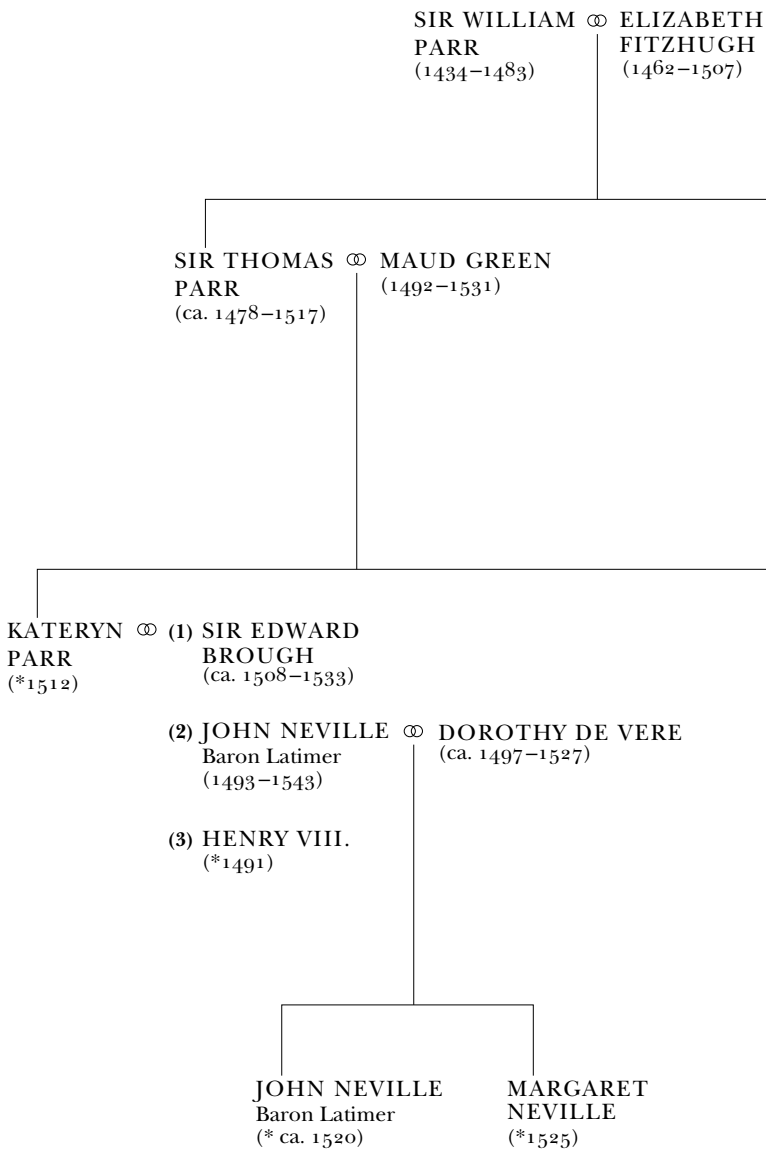 SIR WILLIAM ⚭ ELIZABETH
PARR FITZHUGH
(1434–1483) (1462–1507)
SIR THOMAS ⚭ MAUD GREEN
PARR (1492–1531)
(ca. 1478–1517)
KATERYN ⚭ (1) SIR EDWARD
PARR BROUGH
(*1512) (ca. 1508–1533)
(2) JOHN NEVILLE ⚭ DOROTHY DE VERE
Baron Latimer (ca. 1497–1527)
(1493–1543)
(3) HENRY VIII.
(*1491)
JOHN NEVILLE MARGARET
Baron Latimer NEVILLE
(* ca. 1520) (*1525)